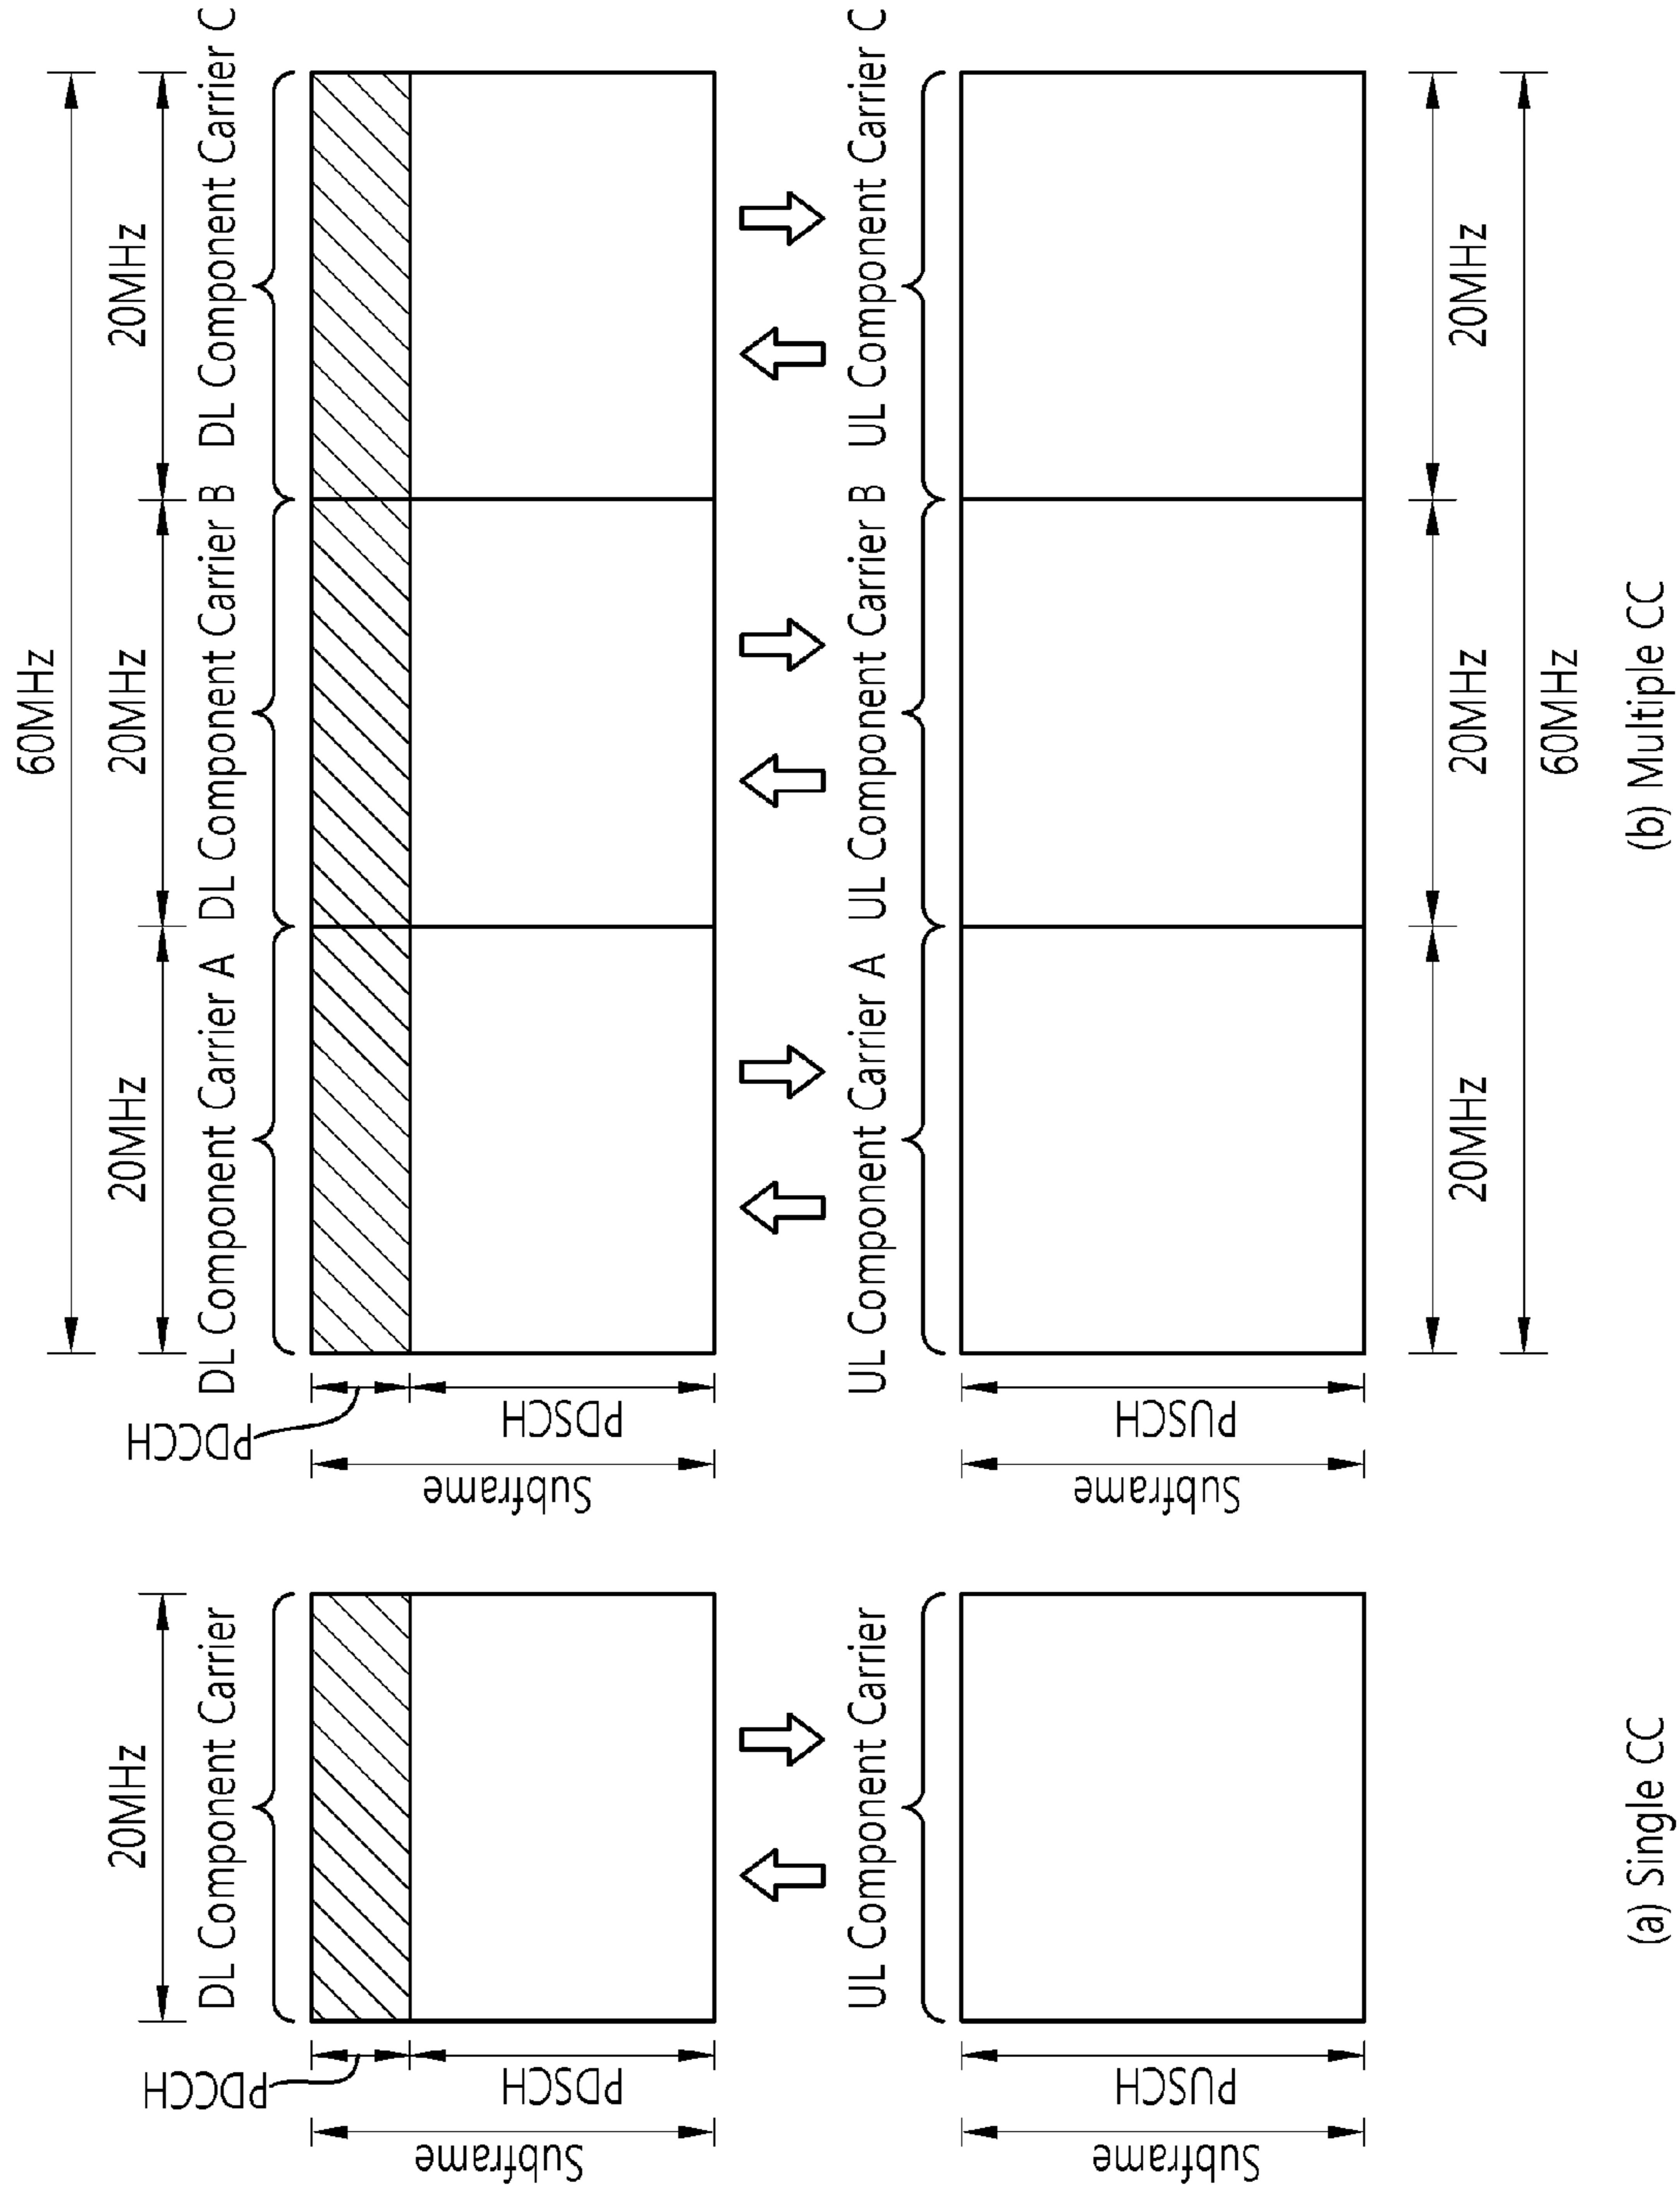 20MHz
DL Component Carrier
PDCCH
PDSCH
Subframe
UL Component Carrier
PUSCH
Subframe
(a) Single CC
60MHz
20MHz
20MHz
20MHz
DL Component Carrier A
DL Component Carrier B
DL Component Carrier C
PDCCH
PDSCH
Subframe
UL Component Carrier A
UL Component Carrier B
UL Component Carrier C
PUSCH
Subframe
20MHz
20MHz
20MHz
60MHz
(b) Multiple CC